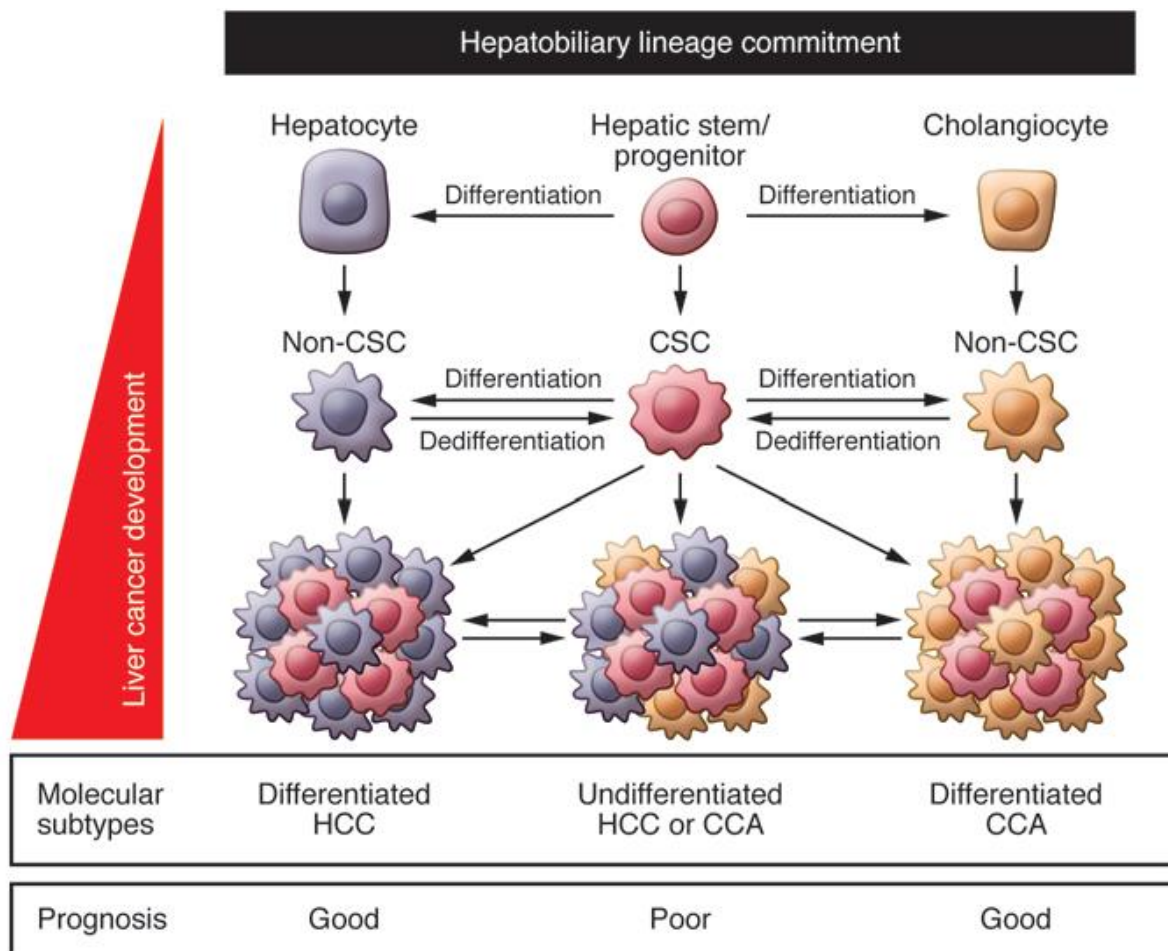 Hepatobiliary lineage commitment
Hepatocyte
Hepatic stem/
progenitor
Cholangiocyte
Differentiation
Differentiation
Non-CSC
CSC
Non-CSC
Differentiation
Differentiation
Dedifferentiation
Dedifferentiation
Liver cancer development
Molecular
subtypes
Differentiated
HCC
Undifferentiated
HCC or CCA
Differentiated
CCA
Prognosis
Good
Poor
Good